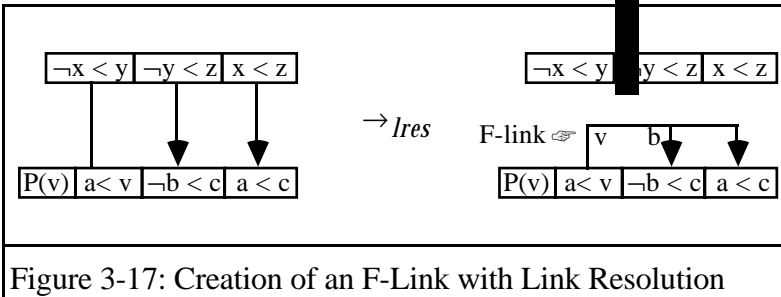 ¬x < y ¬y < z x < z ¬x < y y < z x < z
→ lres F-link ☞ v b
P(v) a< v ¬b < c a < c P(v) a< v ¬b < c a < c
Figure 3-17: Creation of an F-Link with Link Resolution